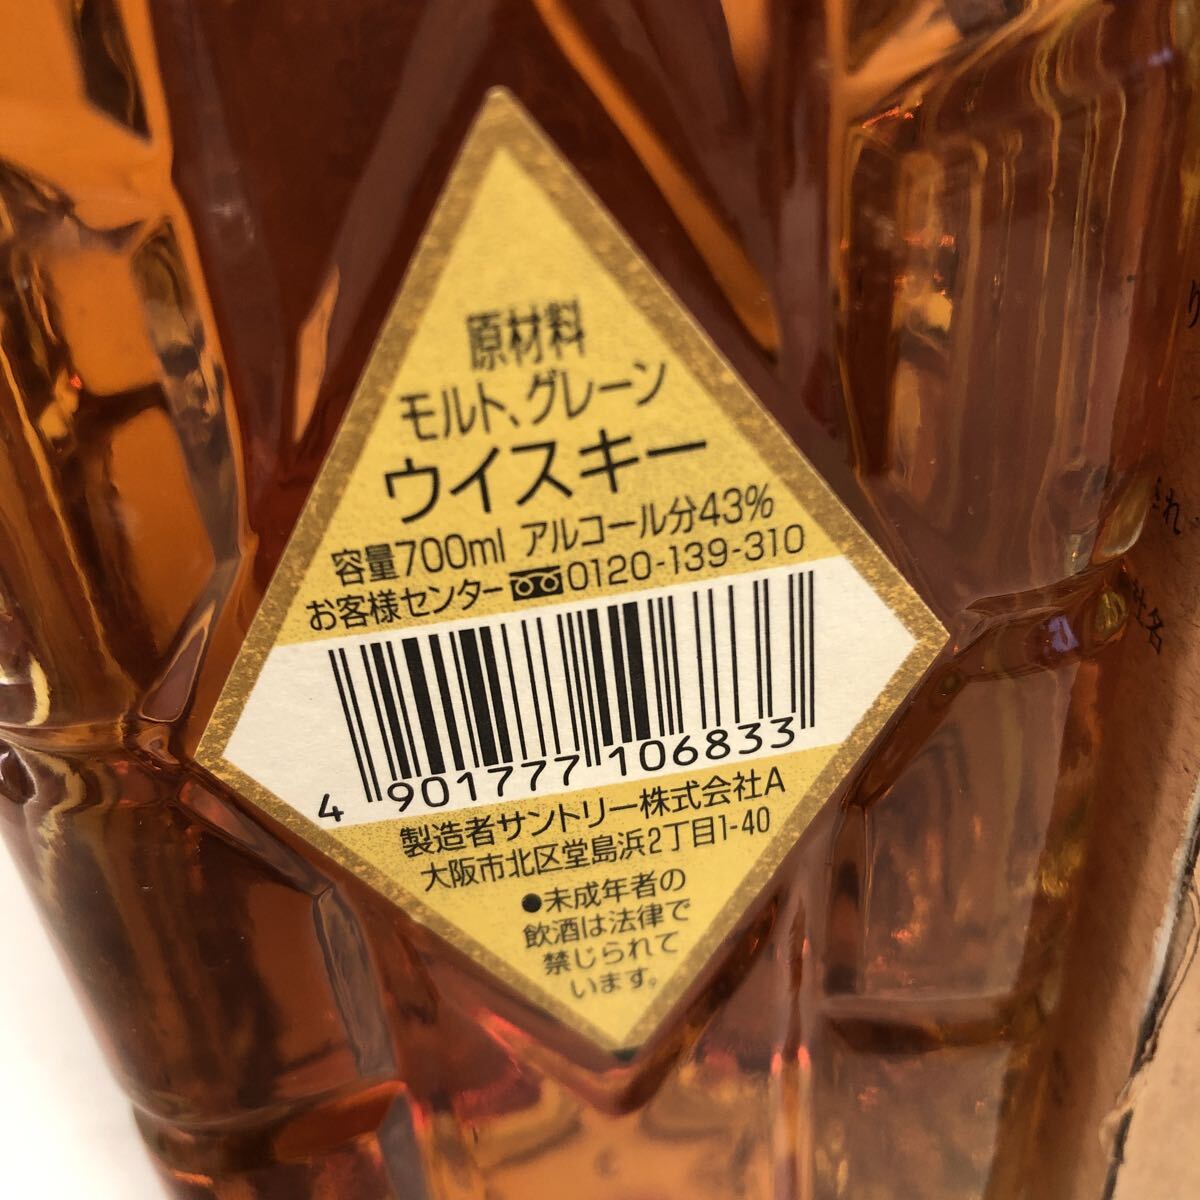 原材料
モルト、グレーン
ウイスキー
容量700ml アルコール分43%
お客様センター 0120-139-310
4 901777 106833
製造者サントリー株式会社A
大阪市北区堂島浜2丁目1-40
●未成年者の
飲酒は法律で
禁じられて
います。